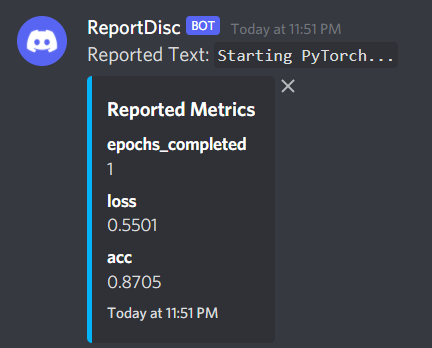 ReportDisc BOT Today at 11:51 PM
Reported Text: Starting PyTorch...
Reported Metrics
epochs_completed
1
loss
0.5501
acc
0.8705
Today at 11:51 PM